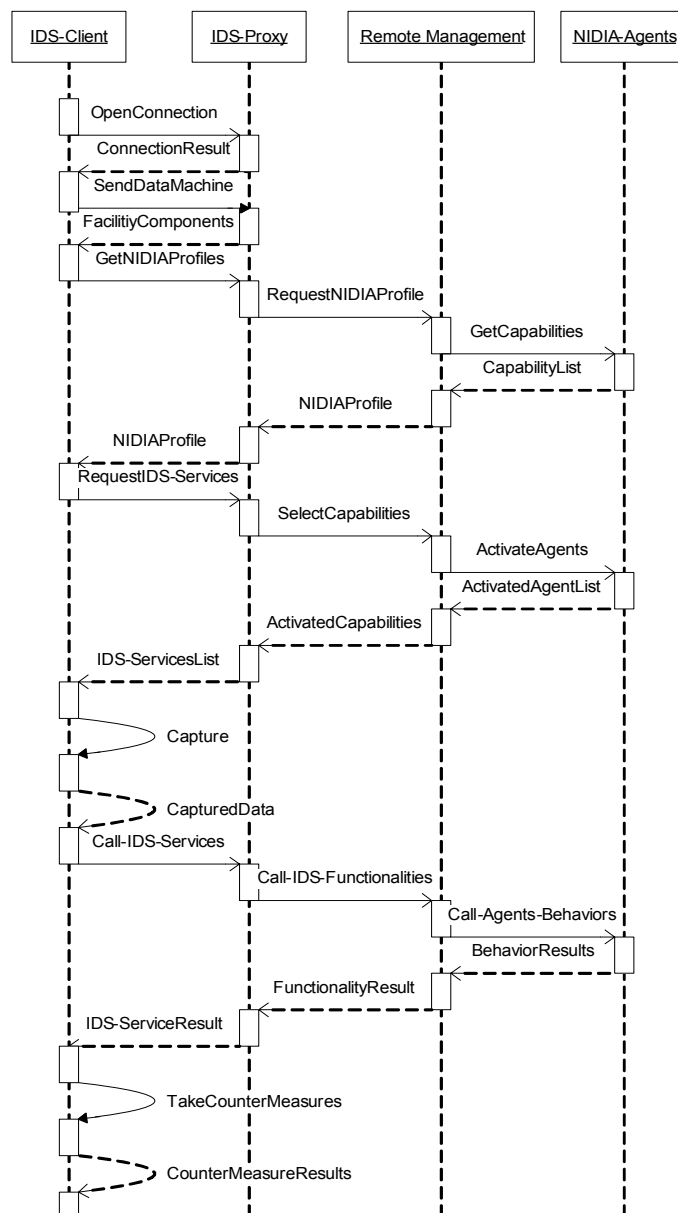 IDS-Client
IDS-Proxy
Remote Management
NIDIA-Agents
OpenConnection
ConnectionResult
SendDataMachine
FacilitiyComponents
GetNIDIAProfiles
RequestNIDIAProfile
GetCapabilities
CapabilityList
NIDIAProfile
NIDIAProfile
RequestIDS-Services
SelectCapabilities
ActivateAgents
ActivatedAgentList
ActivatedCapabilities
IDS-ServicesList
Capture
CapturedData
Call-IDS-Services
Call-IDS-Functionalities
Call-Agents-Behaviors
BehaviorResults
FunctionalityResult
IDS-ServiceResult
TakeCounterMeasures
CounterMeasureResults